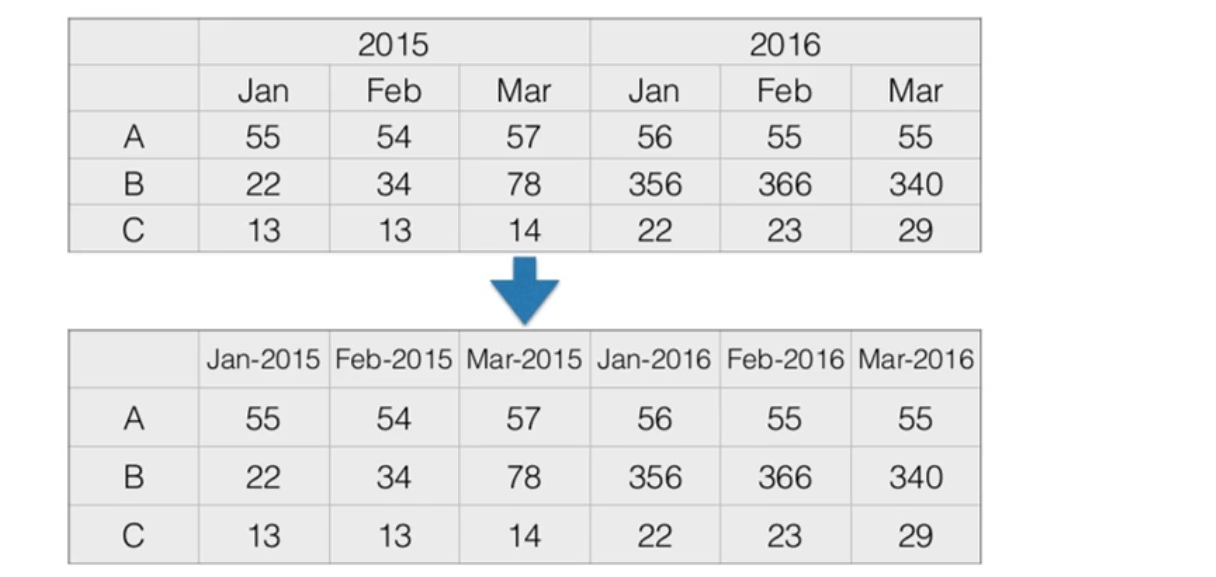 2015 2016
Jan Feb Mar Jan Feb Mar
A 55 54 57 56 55 55
B 22 34 78 356 366 340
C 13 13 14 22 23 29
Jan-2015 Feb-2015 Mar-2015 Jan-2016 Feb-2016 Mar-2016
A 55 54 57 56 55 55
B 22 34 78 356 366 340
C 13 13 14 22 23 29